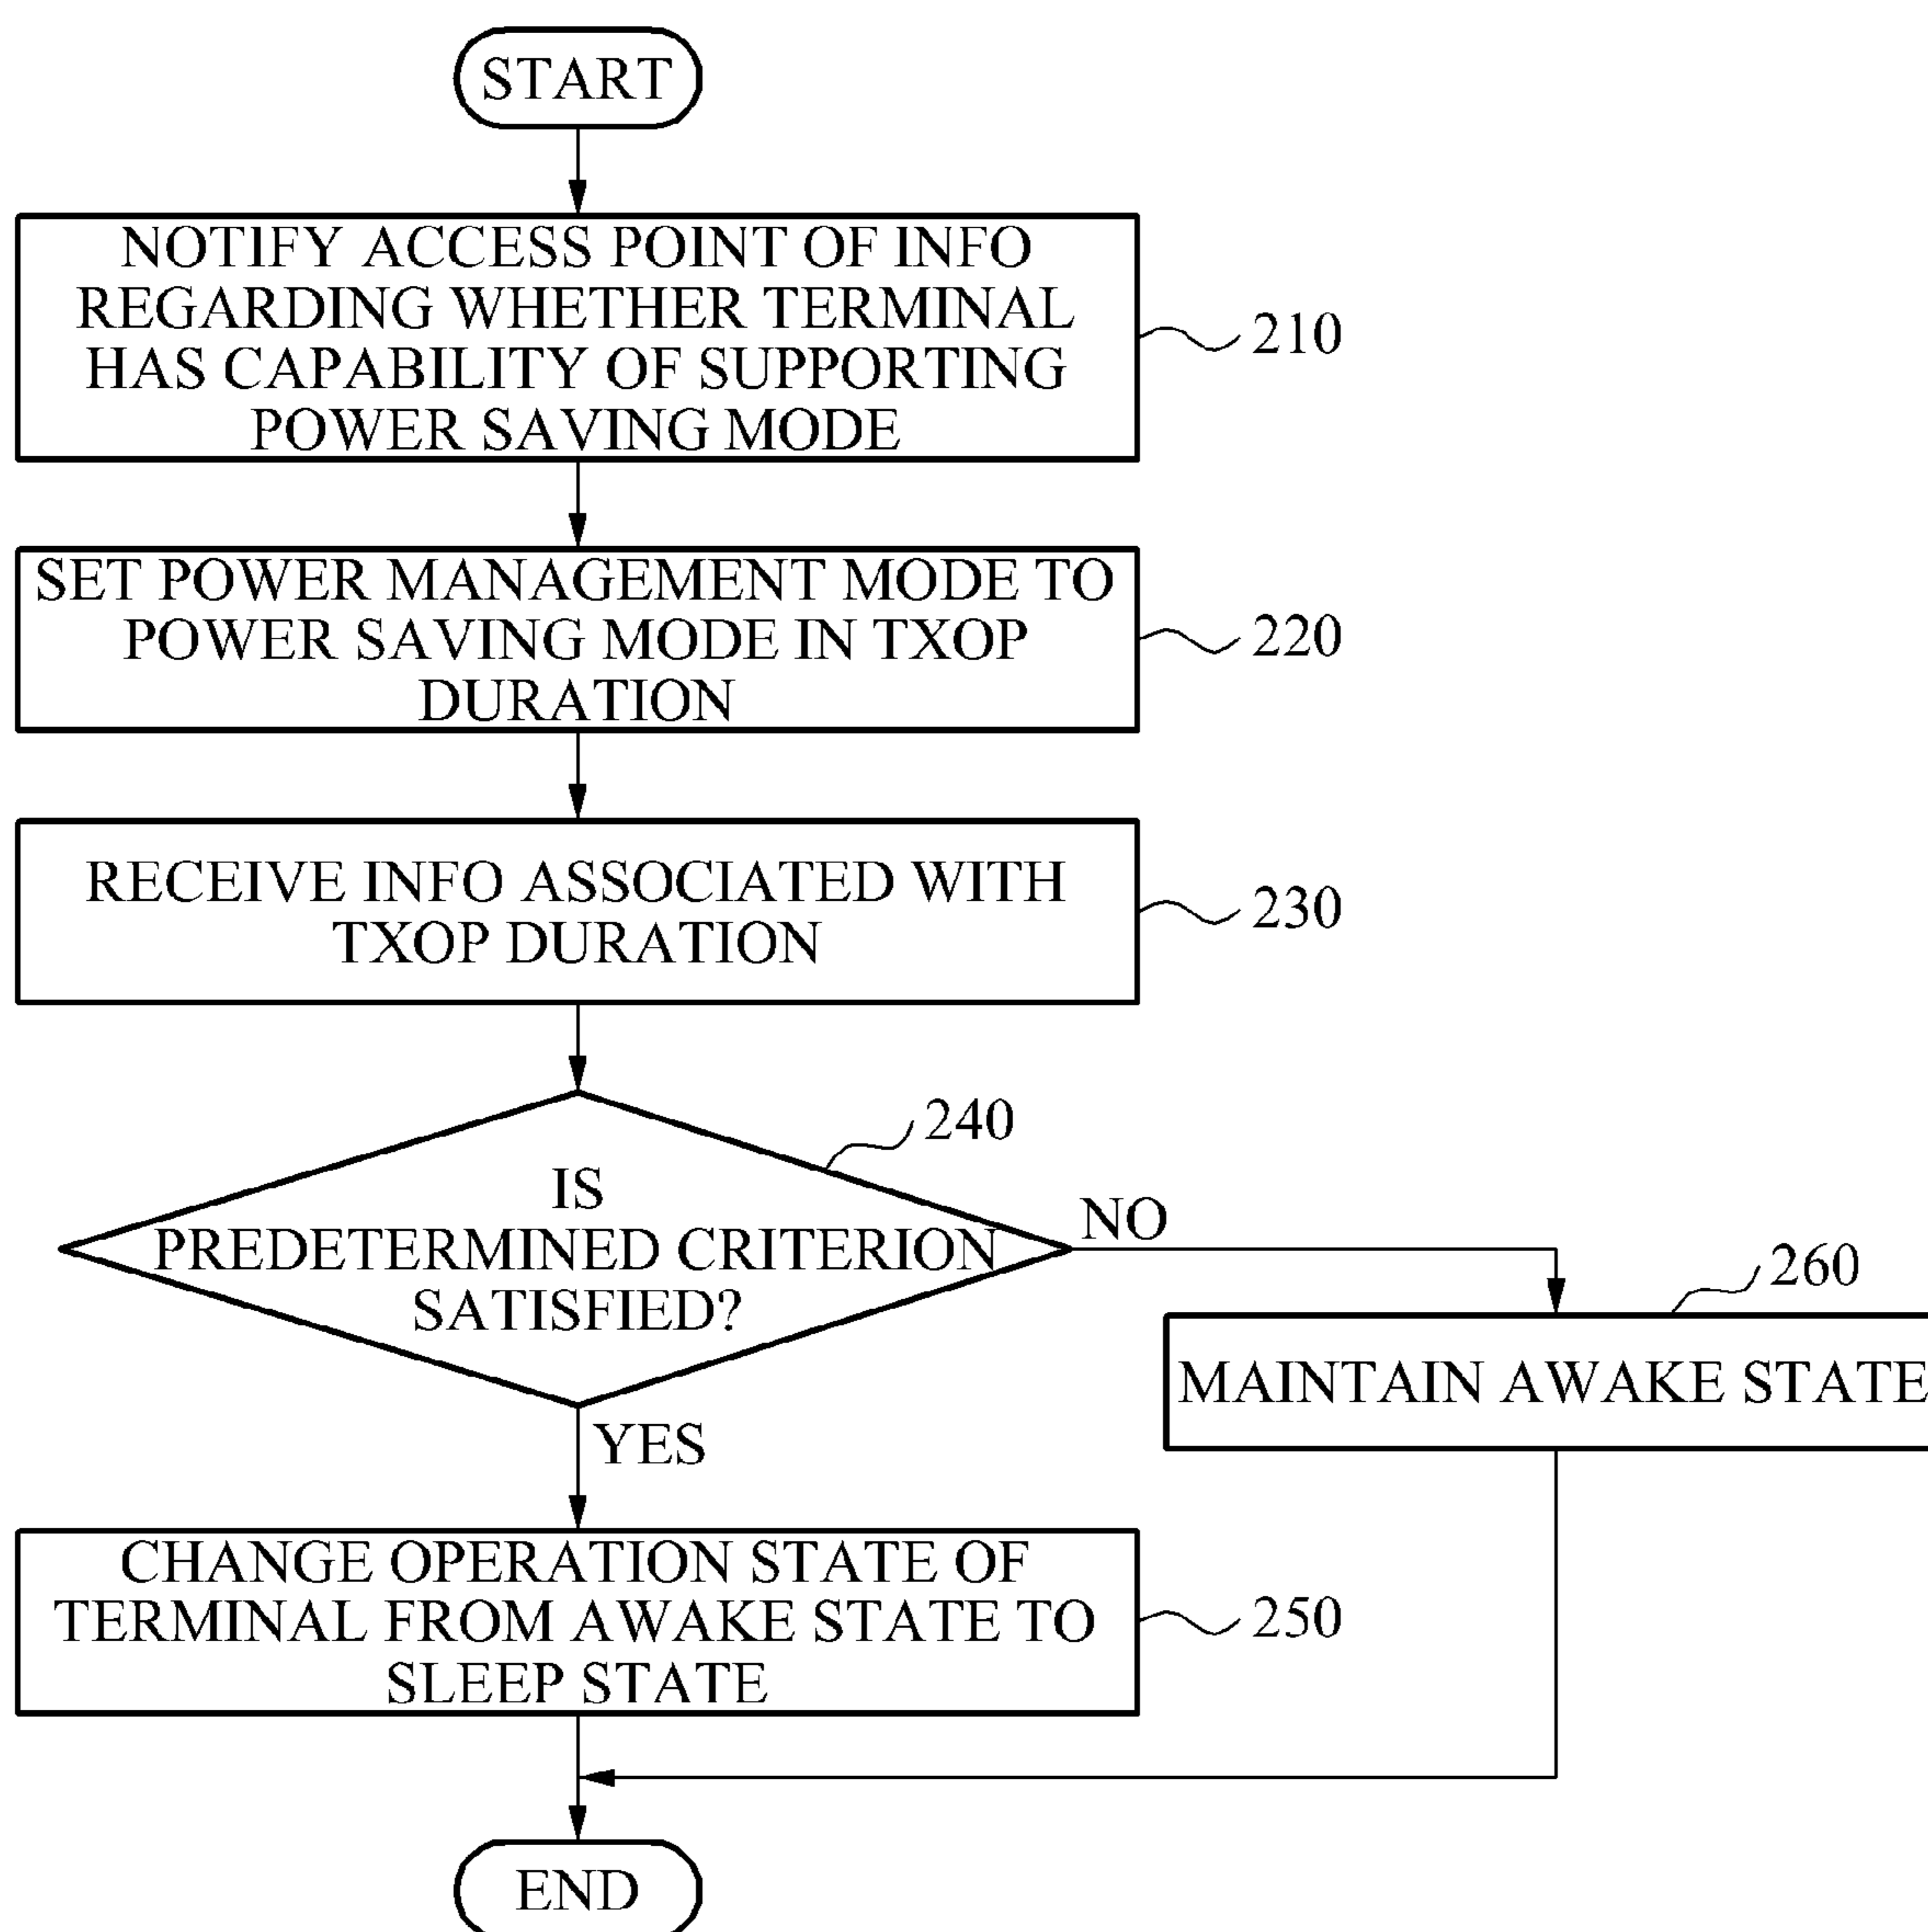 START
NOTIFY ACCESS POINT OF INFO
REGARDING WHETHER TERMINAL
HAS CAPABILITY OF SUPPORTING
POWER SAVING MODE
210
SET POWER MANAGEMENT MODE TO
POWER SAVING MODE IN TXOP
DURATION
220
RECEIVE INFO ASSOCIATED WITH
TXOP DURATION
230
240
IS
PREDETERMINED CRITERION
SATISFIED?
NO
260
MAINTAIN AWAKE STATE
YES
CHANGE OPERATION STATE OF
TERMINAL FROM AWAKE STATE TO
SLEEP STATE
250
END